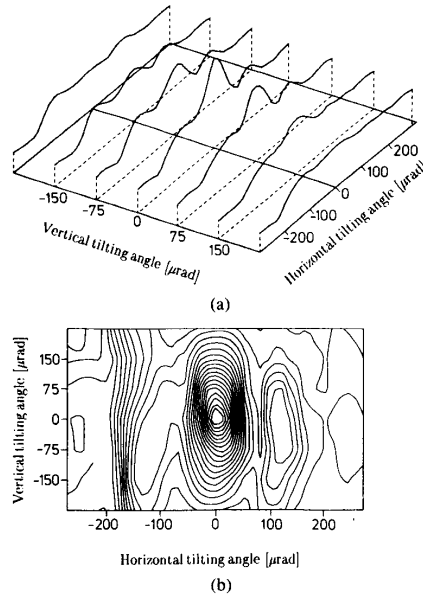 -150
-75
0
75
150
Vertical tilting angle [μrad]
-200
-100
0
100
200
Horizontal tilting angle [μrad]
(a)
Vertical tilting angle [μrad]
150
75
0
-75
-150
-200 -100 0 100 200
Horizontal tilting angle [μrad]
(b)